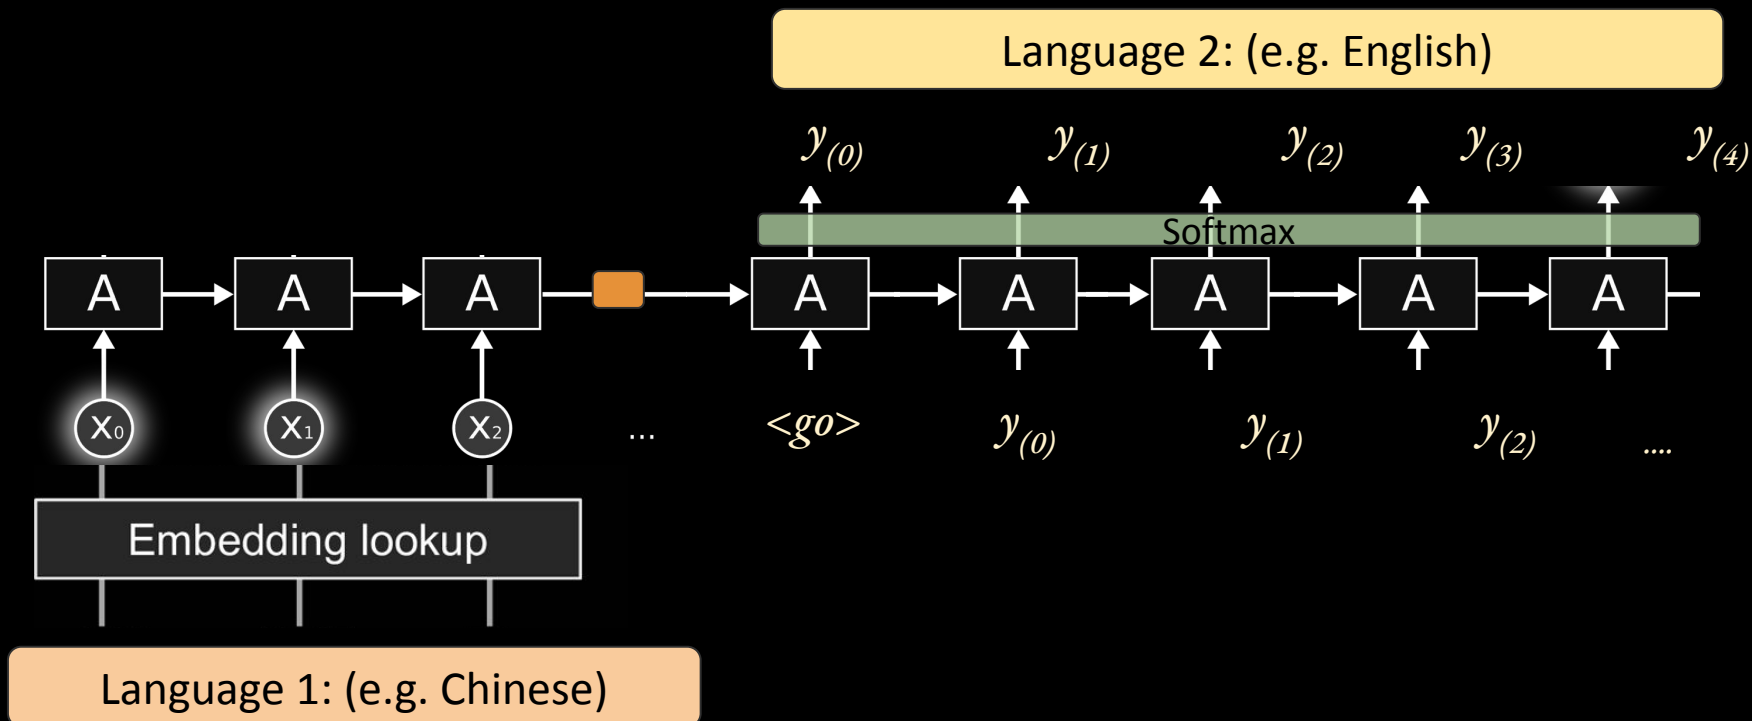 Language 2: (e.g. English)
y(0) y(1) y(2) y(3) y(4)
Softmax
A A A A A A A A
x0 x1 x2 ... <go> y(0) y(1) y(2) ....
Embedding lookup
Language 1: (e.g. Chinese)